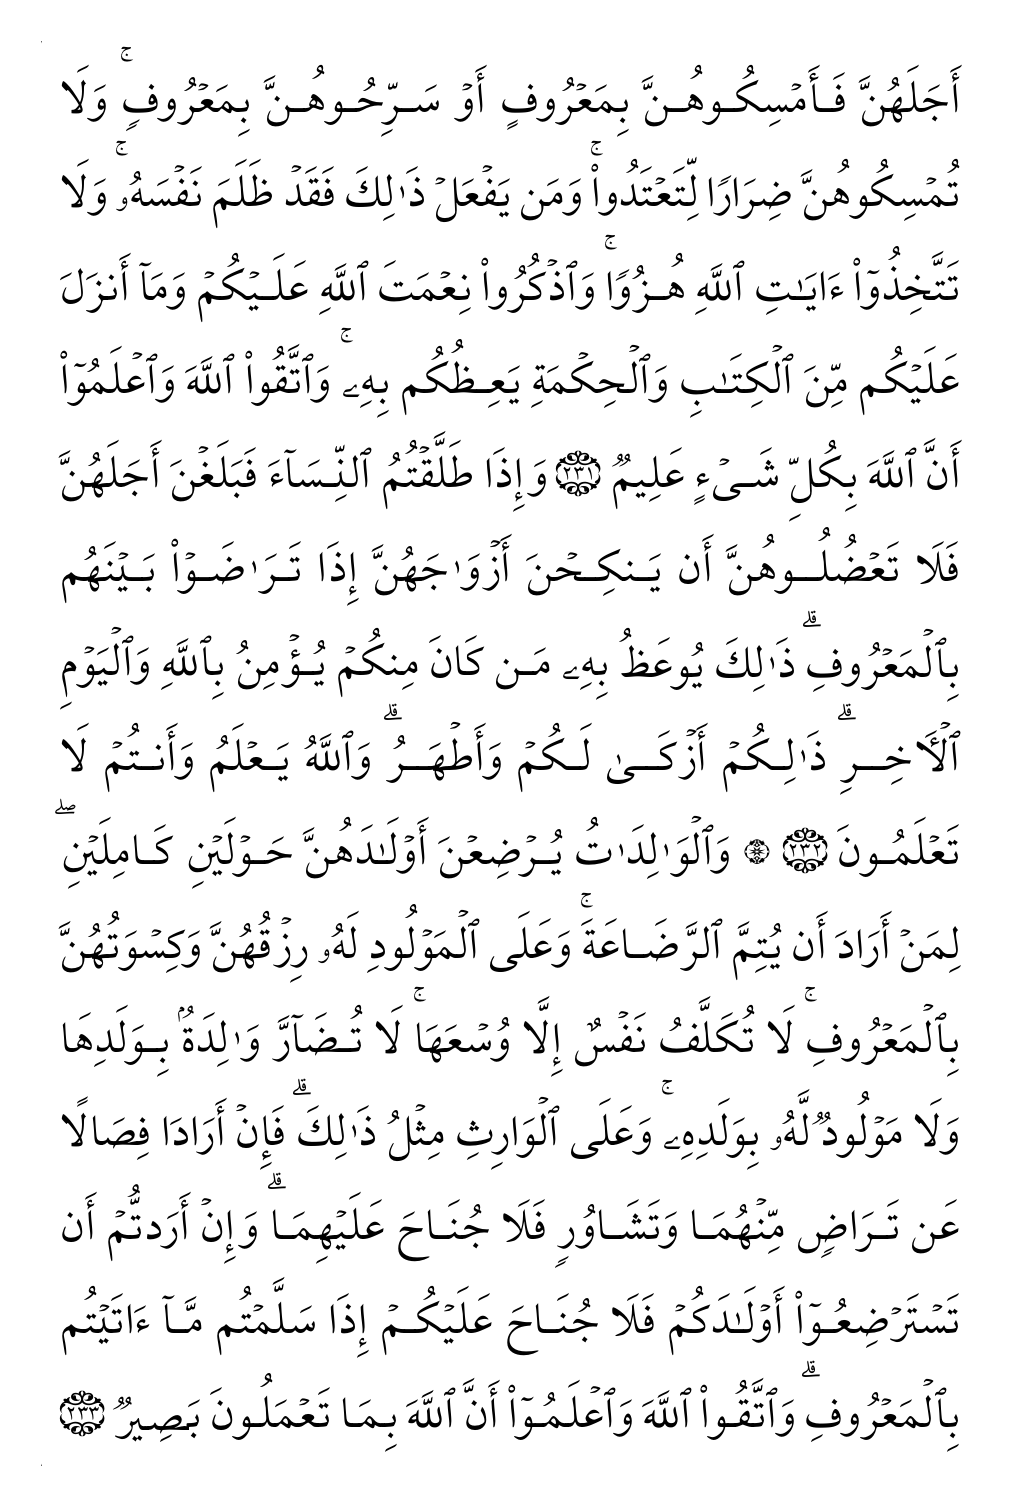 أَجَلَهُنَّ فَأَمۡسِكُوهُنَّ بِمَعۡرُوفٍ أَوۡ سَرِّحُوهُنَّ بِمَعۡرُوفٖۚ وَلَا
تُمۡسِكُوهُنَّ ضِرَارٗا لِّتَعۡتَدُواْۚ وَمَن يَفۡعَلۡ ذَٰلِكَ فَقَدۡ ظَلَمَ نَفۡسَهُۥۚ وَلَا
تَتَّخِذُوٓاْ ءَايَٰتِ ٱللَّهِ هُزُوٗاۚ وَٱذۡكُرُواْ نِعۡمَتَ ٱللَّهِ عَلَيۡكُمۡ وَمَآ أَنزَلَ
عَلَيۡكُم مِّنَ ٱلۡكِتَٰبِ وَٱلۡحِكۡمَةِ يَعِظُكُم بِهِۦۚ وَٱتَّقُواْ ٱللَّهَ وَٱعۡلَمُوٓاْ
أَنَّ ٱللَّهَ بِكُلِّ شَيۡءٍ عَلِيمٞ ٢٣١ وَإِذَا طَلَّقۡتُمُ ٱلنِّسَآءَ فَبَلَغۡنَ أَجَلَهُنَّ
فَلَا تَعۡضُلُوهُنَّ أَن يَنكِحۡنَ أَزۡوَٰجَهُنَّ إِذَا تَرَٰضَوۡاْ بَيۡنَهُم
بِٱلۡمَعۡرُوفِۗ ذَٰلِكَ يُوعَظُ بِهِۦ مَن كَانَ مِنكُمۡ يُؤۡمِنُ بِٱللَّهِ وَٱلۡيَوۡمِ
ٱلۡأٓخِرِۗ ذَٰلِكُمۡ أَزۡكَىٰ لَكُمۡ وَأَطۡهَرُۗ وَٱللَّهُ يَعۡلَمُ وَأَنتُمۡ لَا
تَعۡلَمُونَ ٢٣٢ ۞ وَٱلۡوَٰلِدَٰتُ يُرۡضِعۡنَ أَوۡلَٰدَهُنَّ حَوۡلَيۡنِ كَامِلَيۡنِۖ
لِمَنۡ أَرَادَ أَن يُتِمَّ ٱلرَّضَاعَةَۚ وَعَلَى ٱلۡمَوۡلُودِ لَهُۥ رِزۡقُهُنَّ وَكِسۡوَتُهُنَّ
بِٱلۡمَعۡرُوفِۚ لَا تُكَلَّفُ نَفۡسٌ إِلَّا وُسۡعَهَاۚ لَا تُضَآرَّ وَٰلِدَةُۢ بِوَلَدِهَا
وَلَا مَوۡلُودٞ لَّهُۥ بِوَلَدِهِۦۚ وَعَلَى ٱلۡوَارِثِ مِثۡلُ ذَٰلِكَۗ فَإِنۡ أَرَادَا فِصَالًا
عَن تَرَاضٖ مِّنۡهُمَا وَتَشَاوُرٖ فَلَا جُنَاحَ عَلَيۡهِمَاۗ وَإِنۡ أَرَدتُّمۡ أَن
تَسۡتَرۡضِعُوٓاْ أَوۡلَٰدَكُمۡ فَلَا جُنَاحَ عَلَيۡكُمۡ إِذَا سَلَّمۡتُم مَّآ ءَاتَيۡتُم
بِٱلۡمَعۡرُوفِۗ وَٱتَّقُواْ ٱللَّهَ وَٱعۡلَمُوٓاْ أَنَّ ٱللَّهَ بِمَا تَعۡمَلُونَ بَصِيرٞ ٢٣٣